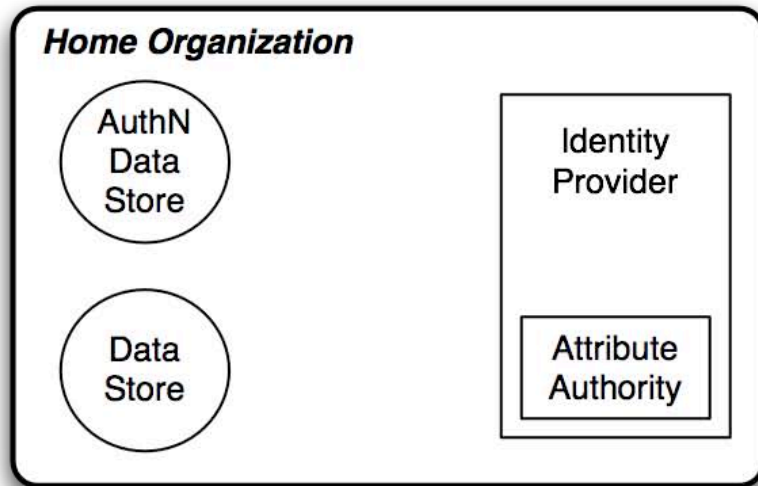 Home Organization
AuthN
Data
Store
Identity
Provider
Data
Store
Attribute
Authority